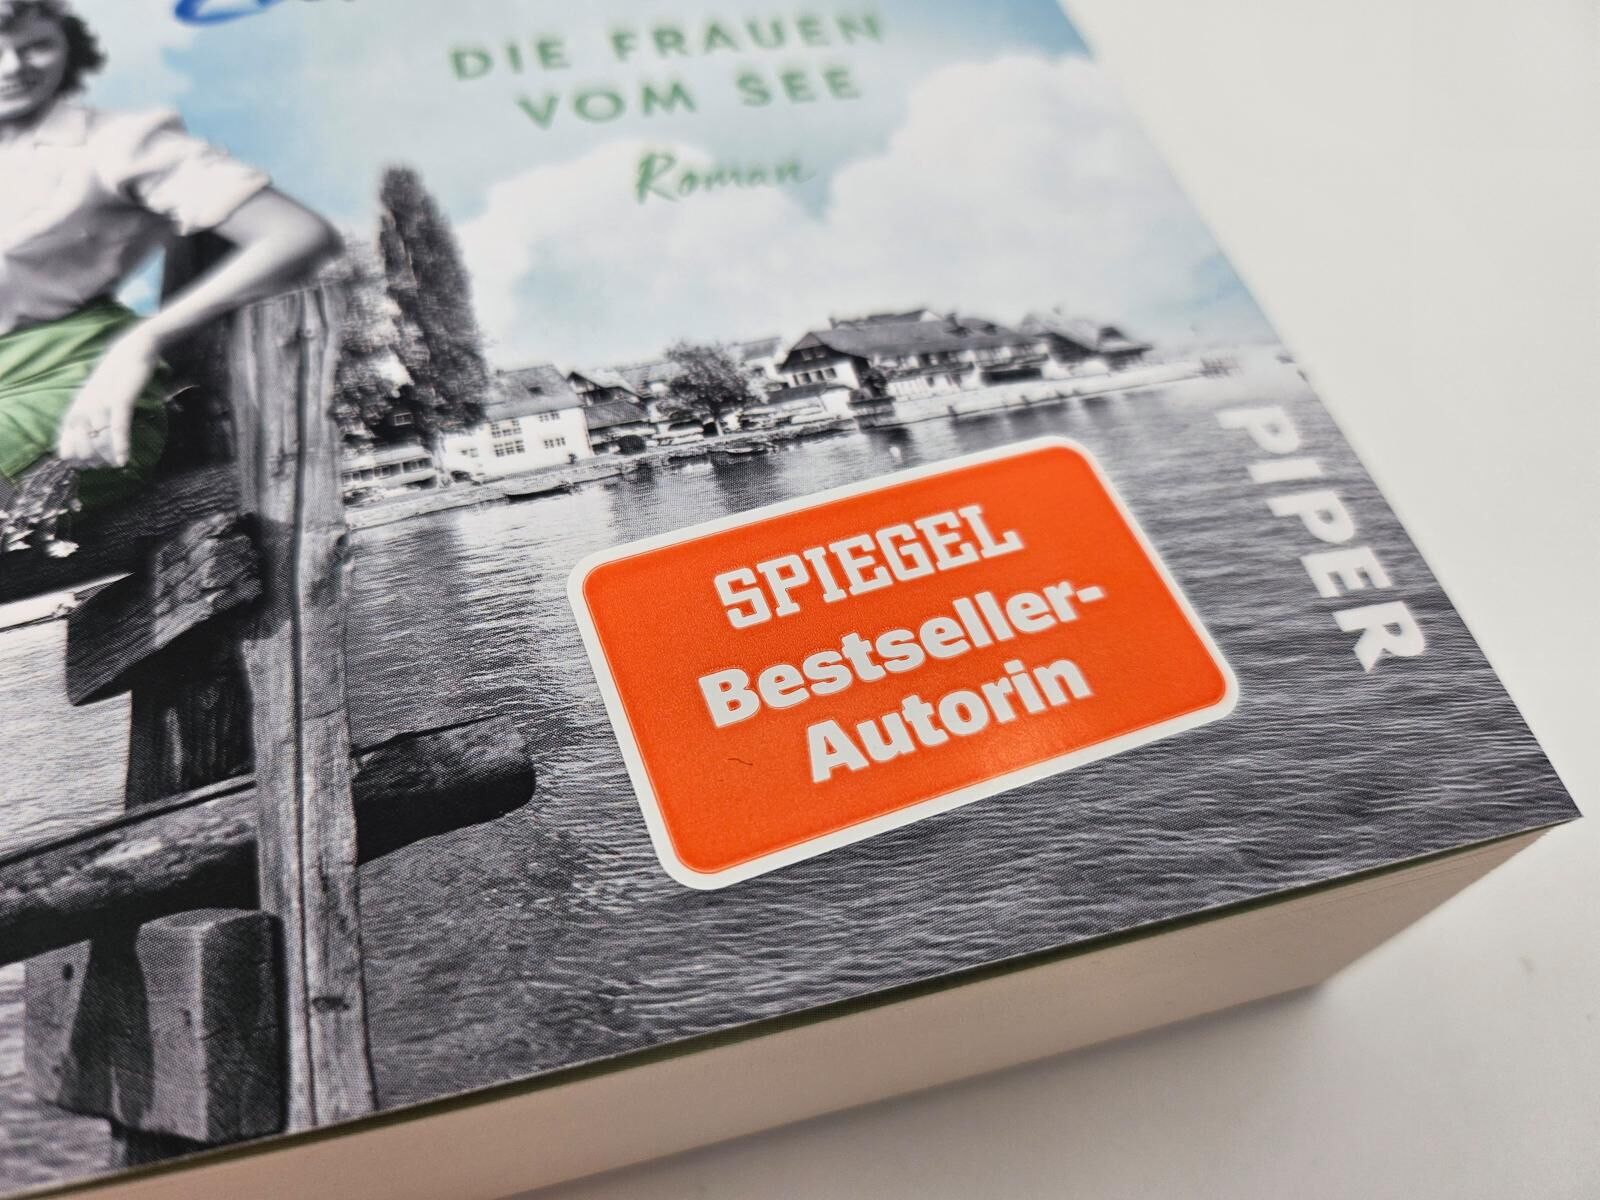 DIE FRAUEN
VOM SEE
Roman
PIPER
SPIEGEL
Bestseller-
Autorin